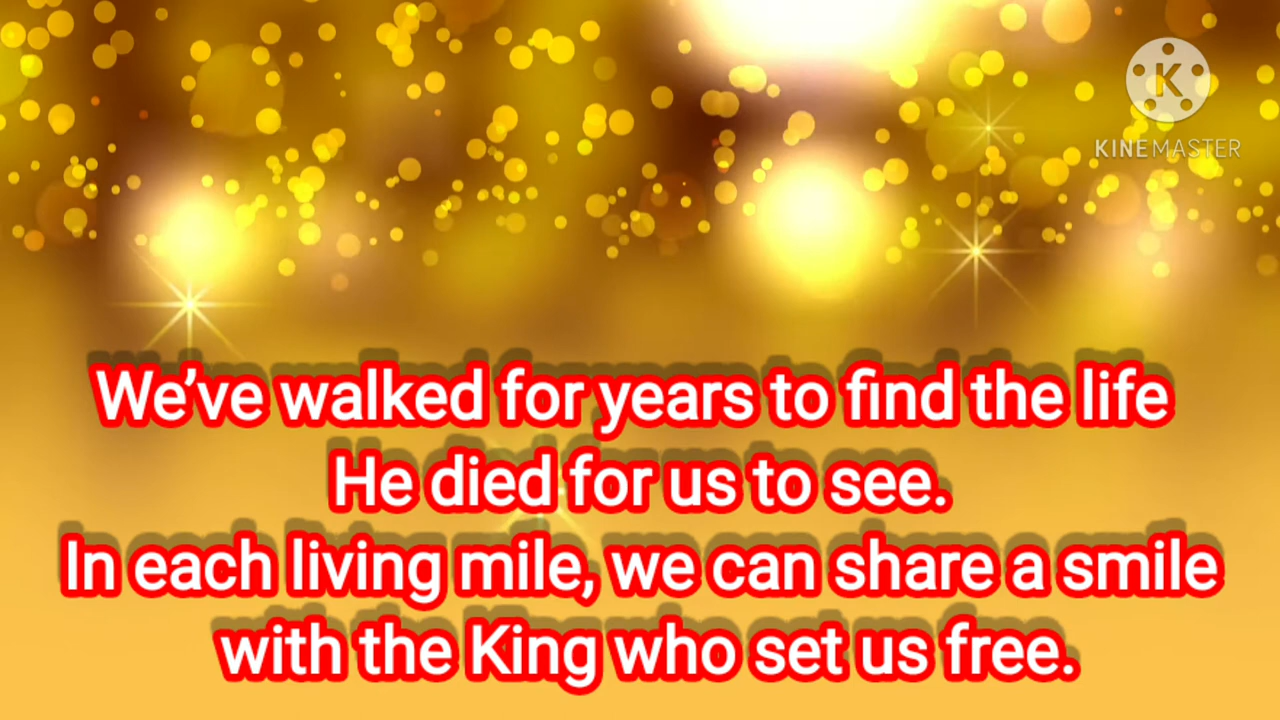 K
KINEMASTER
We’ve walked for years to find the life
He died for us to see.
In each living mile, we can share a smile
with the King who set us free.